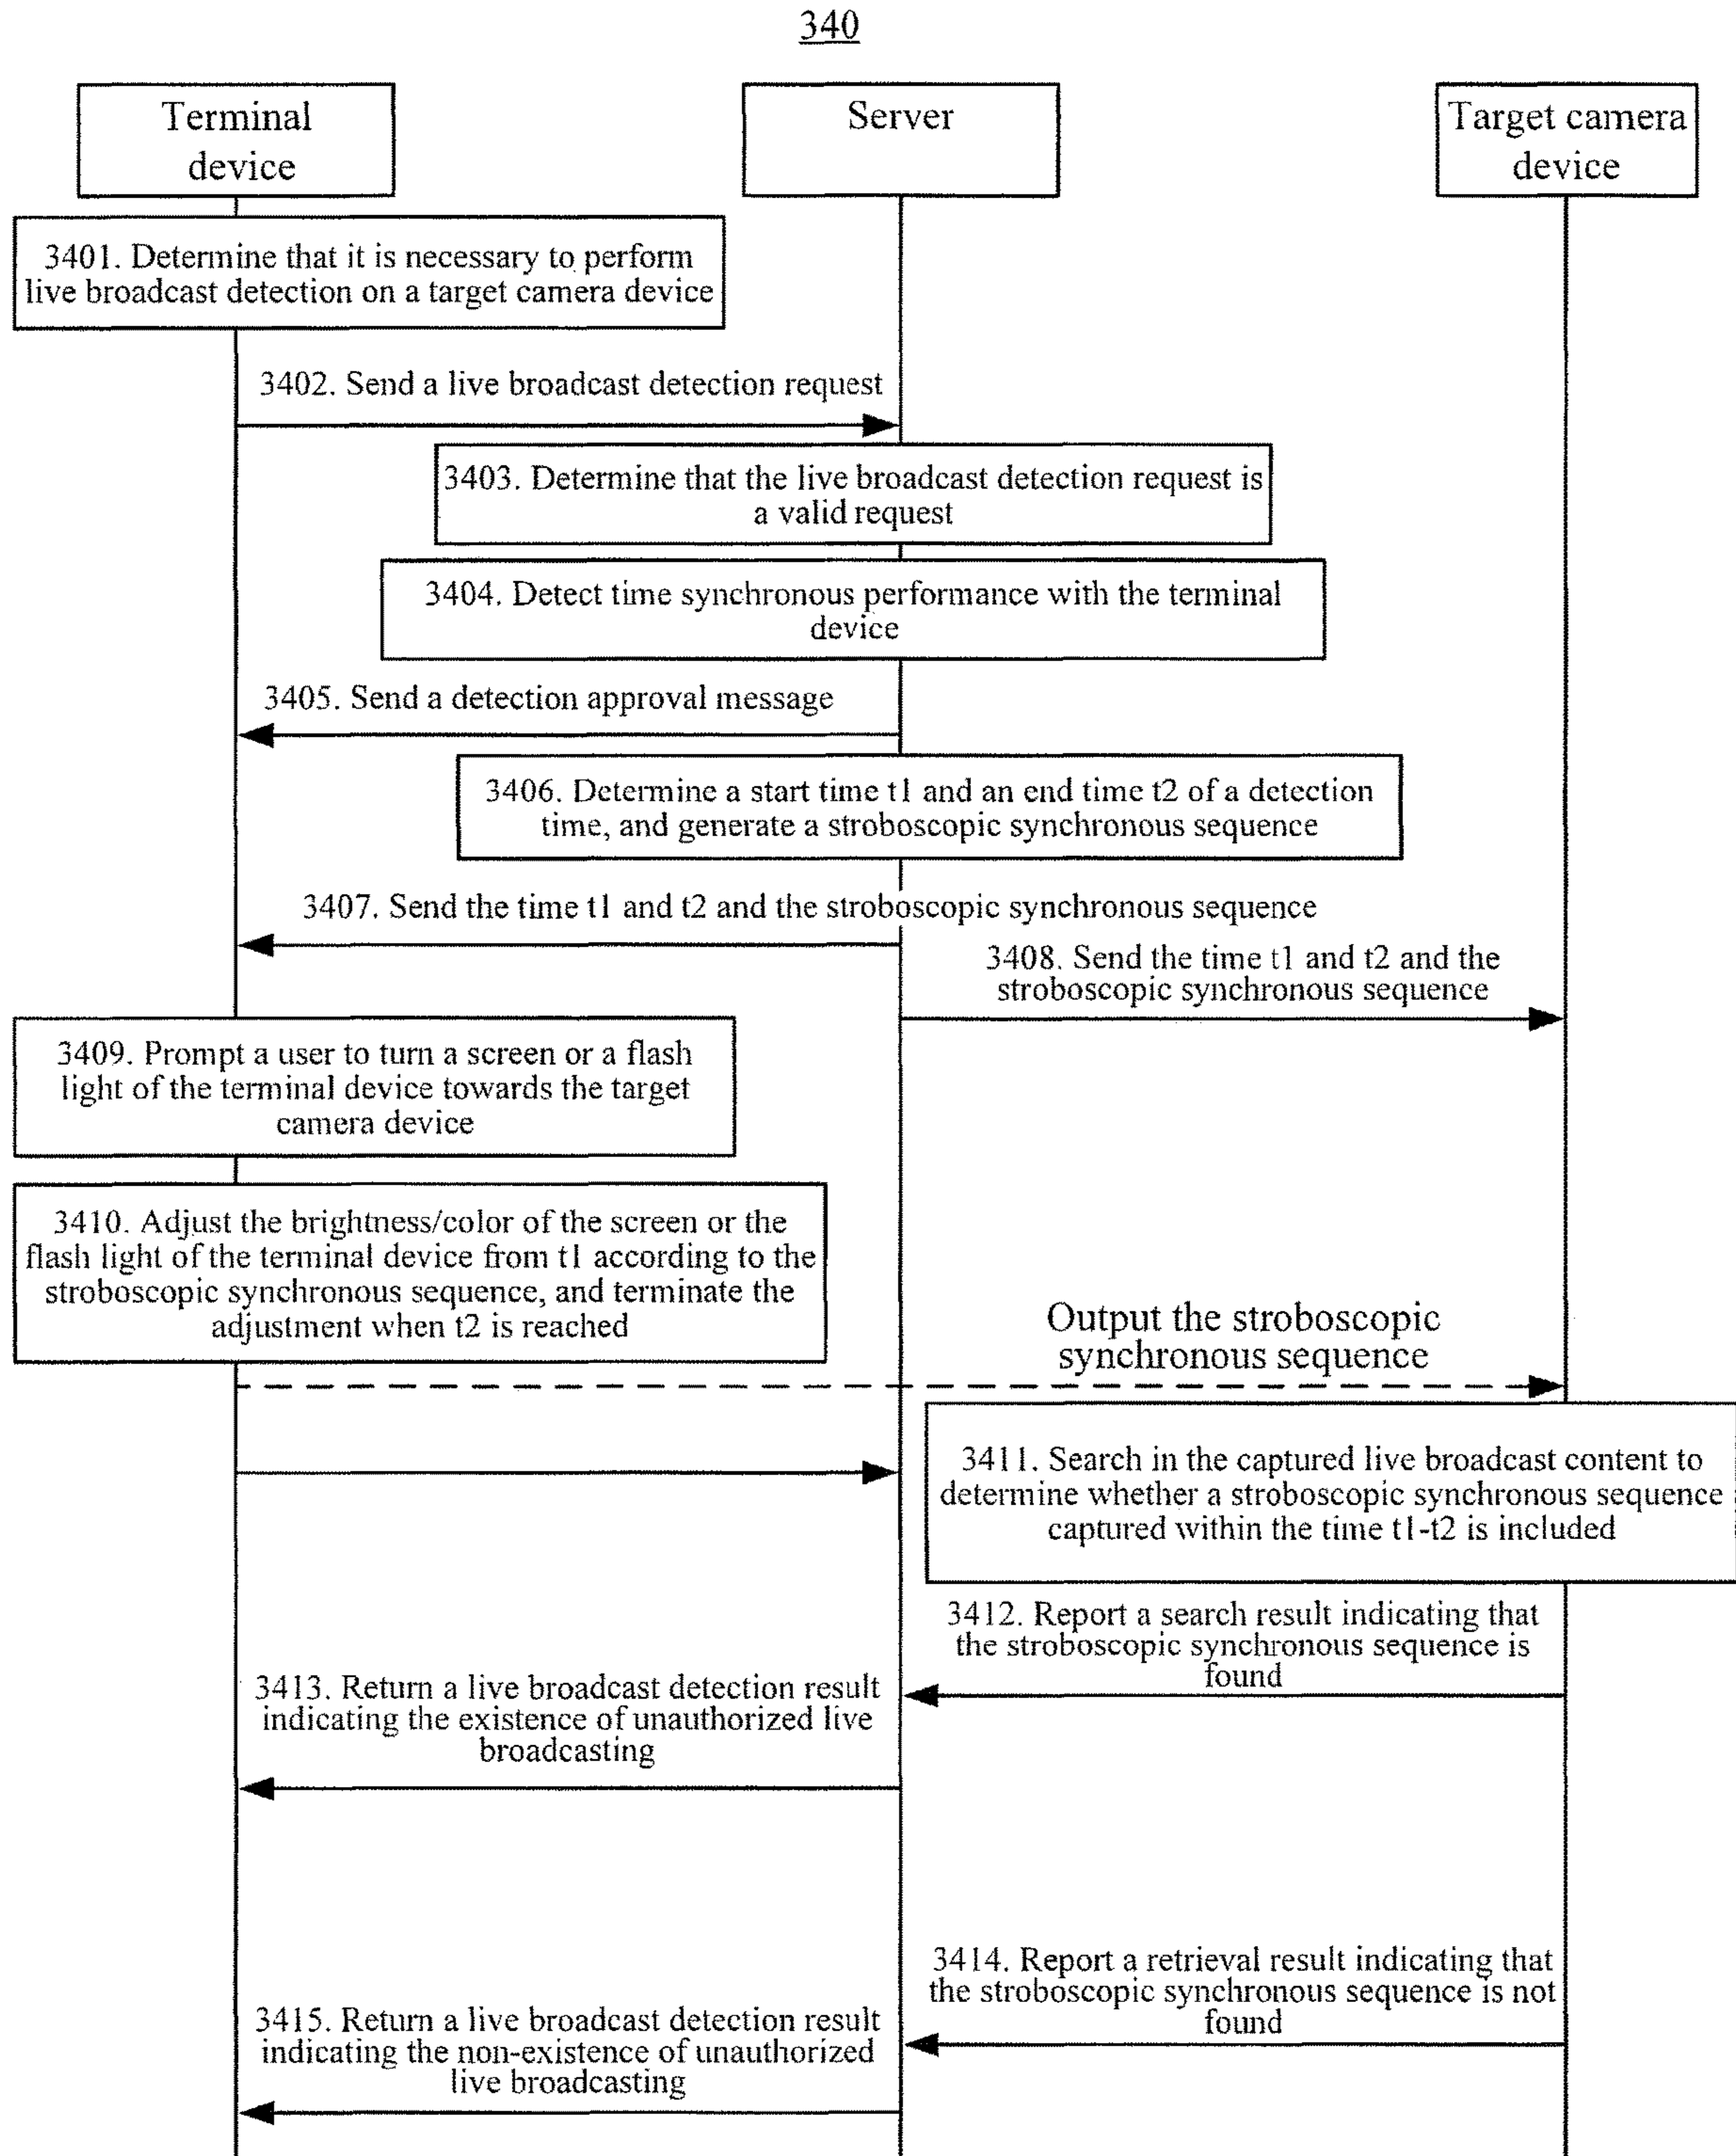 340
Terminal
device
Server
Target camera
device
3401. Determine that it is necessary to perform
live broadcast detection on a target camera device
3402. Send a live broadcast detection request
3403. Determine that the live broadcast detection request is
a valid request
3404. Detect time synchronous performance with the terminal
device
3405. Send a detection approval message
3406. Determine a start time t1 and an end time t2 of a detection
time, and generate a stroboscopic synchronous sequence
3407. Send the time t1 and t2 and the stroboscopic synchronous sequence
3408. Send the time t1 and t2 and the
stroboscopic synchronous sequence
3409. Prompt a user to turn a screen or a flash
light of the terminal device towards the target
camera device
3410. Adjust the brightness/color of the screen or the
flash light of the terminal device from t1 according to the
stroboscopic synchronous sequence, and terminate the
adjustment when t2 is reached
Output the stroboscopic
synchronous sequence
3411. Search in the captured live broadcast content to
determine whether a stroboscopic synchronous sequence
captured within the time t1-t2 is included
3412. Report a search result indicating that
the stroboscopic synchronous sequence is
found
3413. Return a live broadcast detection result
indicating the existence of unauthorized live
broadcasting
3414. Report a retrieval result indicating that
the stroboscopic synchronous sequence is not
found
3415. Return a live broadcast detection result
indicating the non-existence of unauthorized
live broadcasting